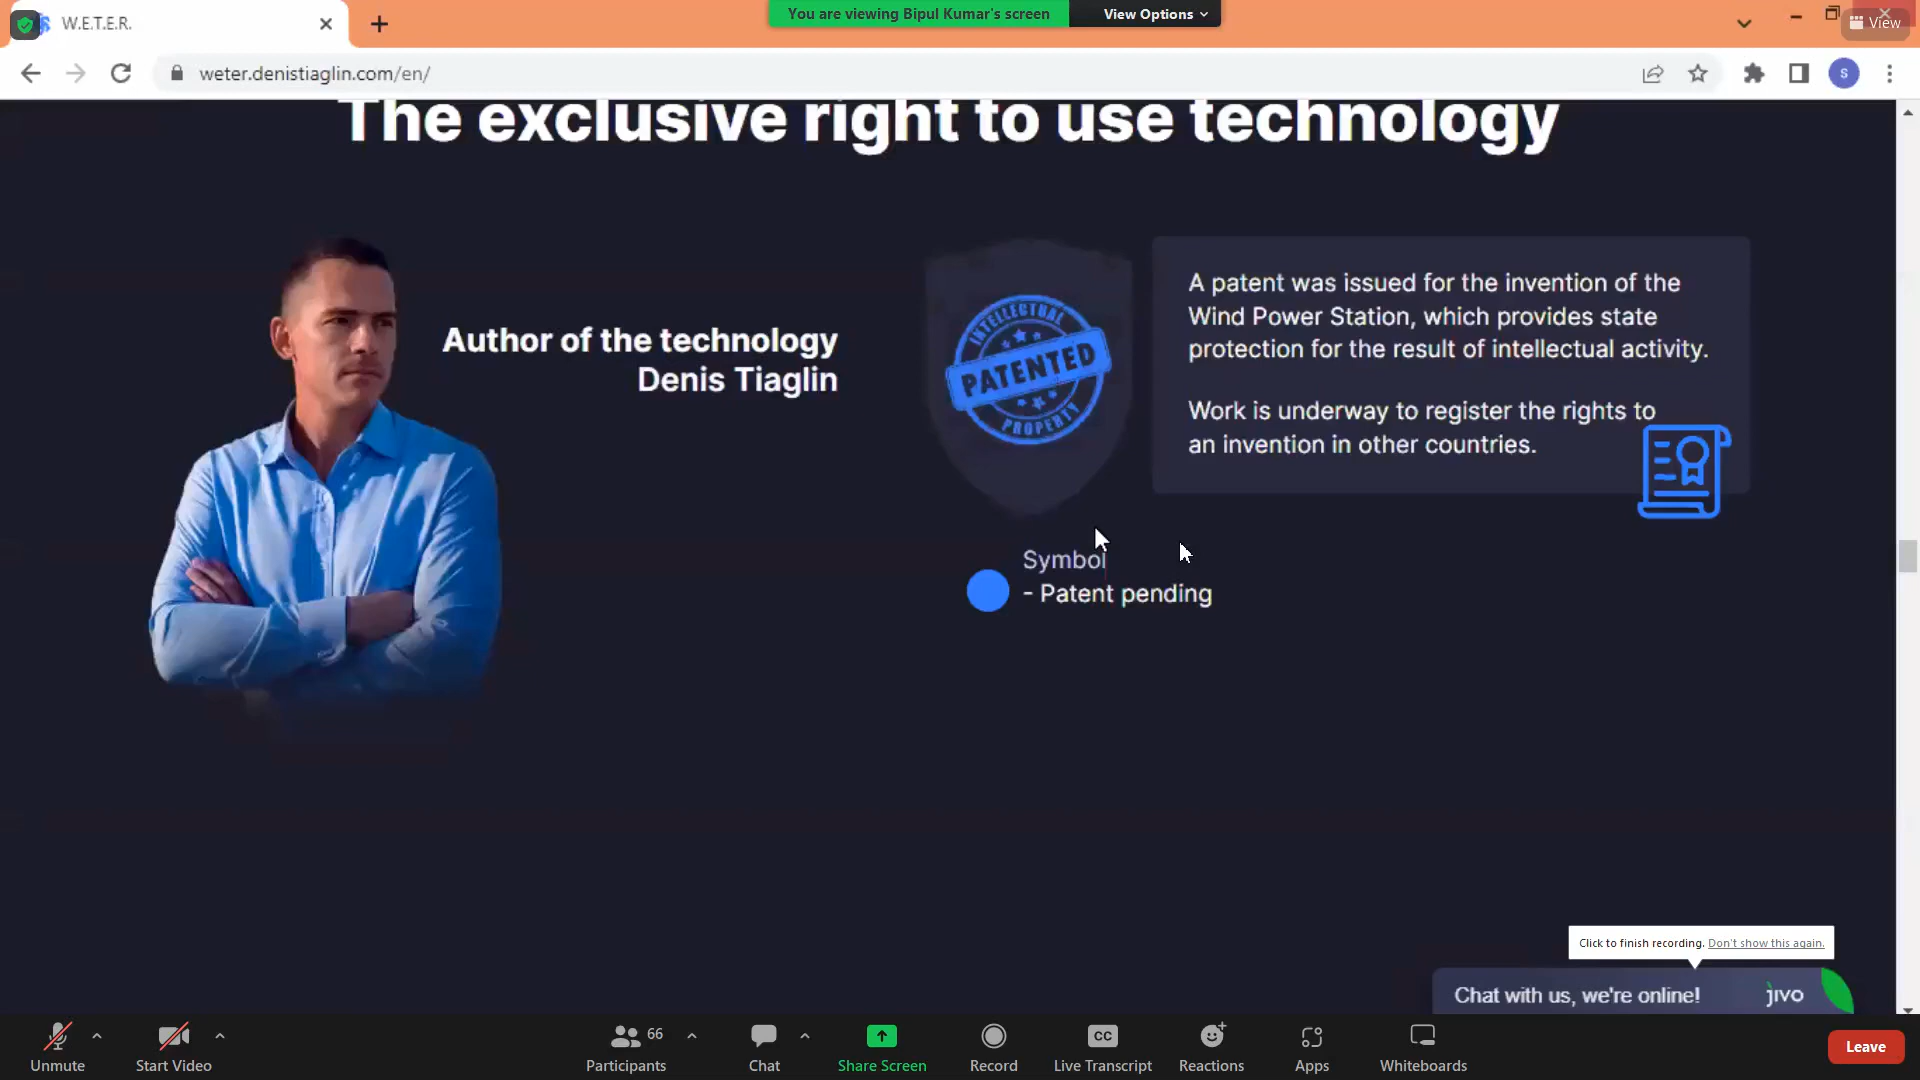 W.E.T.E.R.
You are viewing Bipul Kumar's screen
View Options
View
weter.denistiaglin.com/en/
S
The exclusive right to use technology
Author of the technology
Denis Tiaglin
INTELLECTUAL
PATENTED
PROPERTY
A patent was issued for the invention of the
Wind Power Station, which provides state
protection for the result of intellectual activity.
Work is underway to register the rights to
an invention in other countries.
Symbol
- Patent pending
Click to finish recording. Don't show this again.
Chat with us, we're online!
jivo
Unmute
Start Video
66
Participants
Chat
Share Screen
Record
CC
Live Transcript
Reactions
Apps
Whiteboards
Leave